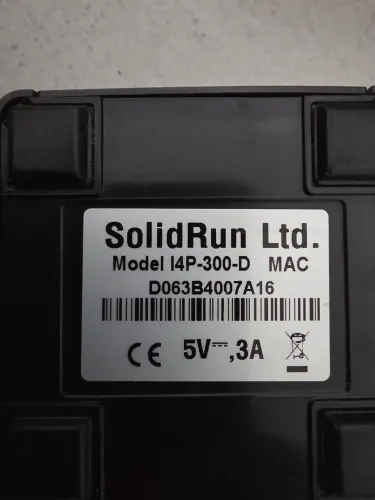 SolidRun Ltd.
Model I4P-300-D MAC
D063B4007A16
CE 5V⎓,3A